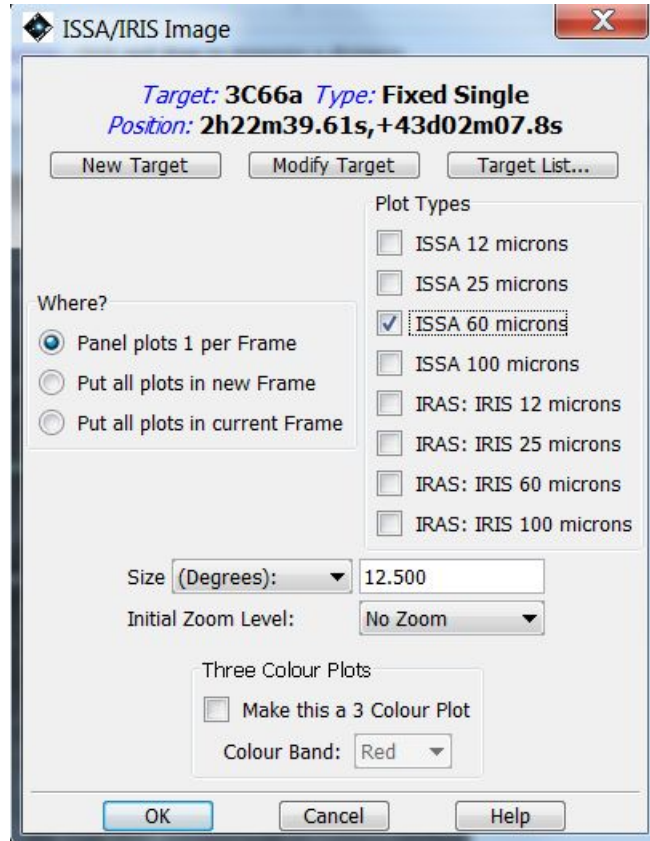 ISSA/IRIS Image
X
Target: 3C66a Type: Fixed Single
Position: 2h22m39.61s,+43d02m07.8s
New Target Modify Target Target List...
Plot Types
ISSA 12 microns
ISSA 25 microns
ISSA 60 microns
ISSA 100 microns
IRAS: IRIS 12 microns
IRAS: IRIS 25 microns
IRAS: IRIS 60 microns
IRAS: IRIS 100 microns
Where?
Panel plots 1 per Frame
Put all plots in new Frame
Put all plots in current Frame
Size (Degrees): 12.500
Initial Zoom Level: No Zoom
Three Colour Plots
Make this a 3 Colour Plot
Colour Band: Red
OK Cancel Help